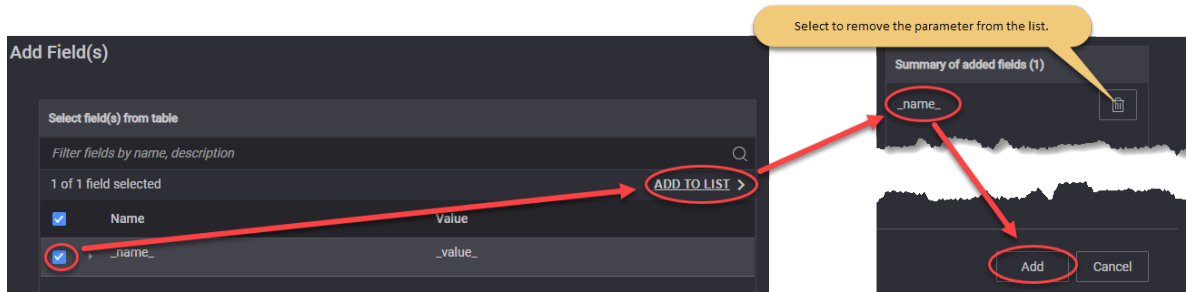 Add Field(s)
Select field(s) from table
Filter fields by name, description
1 of 1 field selected
ADD TO LIST >
Name Value
_name_ _value_
Select to remove the parameter from the list.
Summary of added fields (1)
_name_
Add Cancel